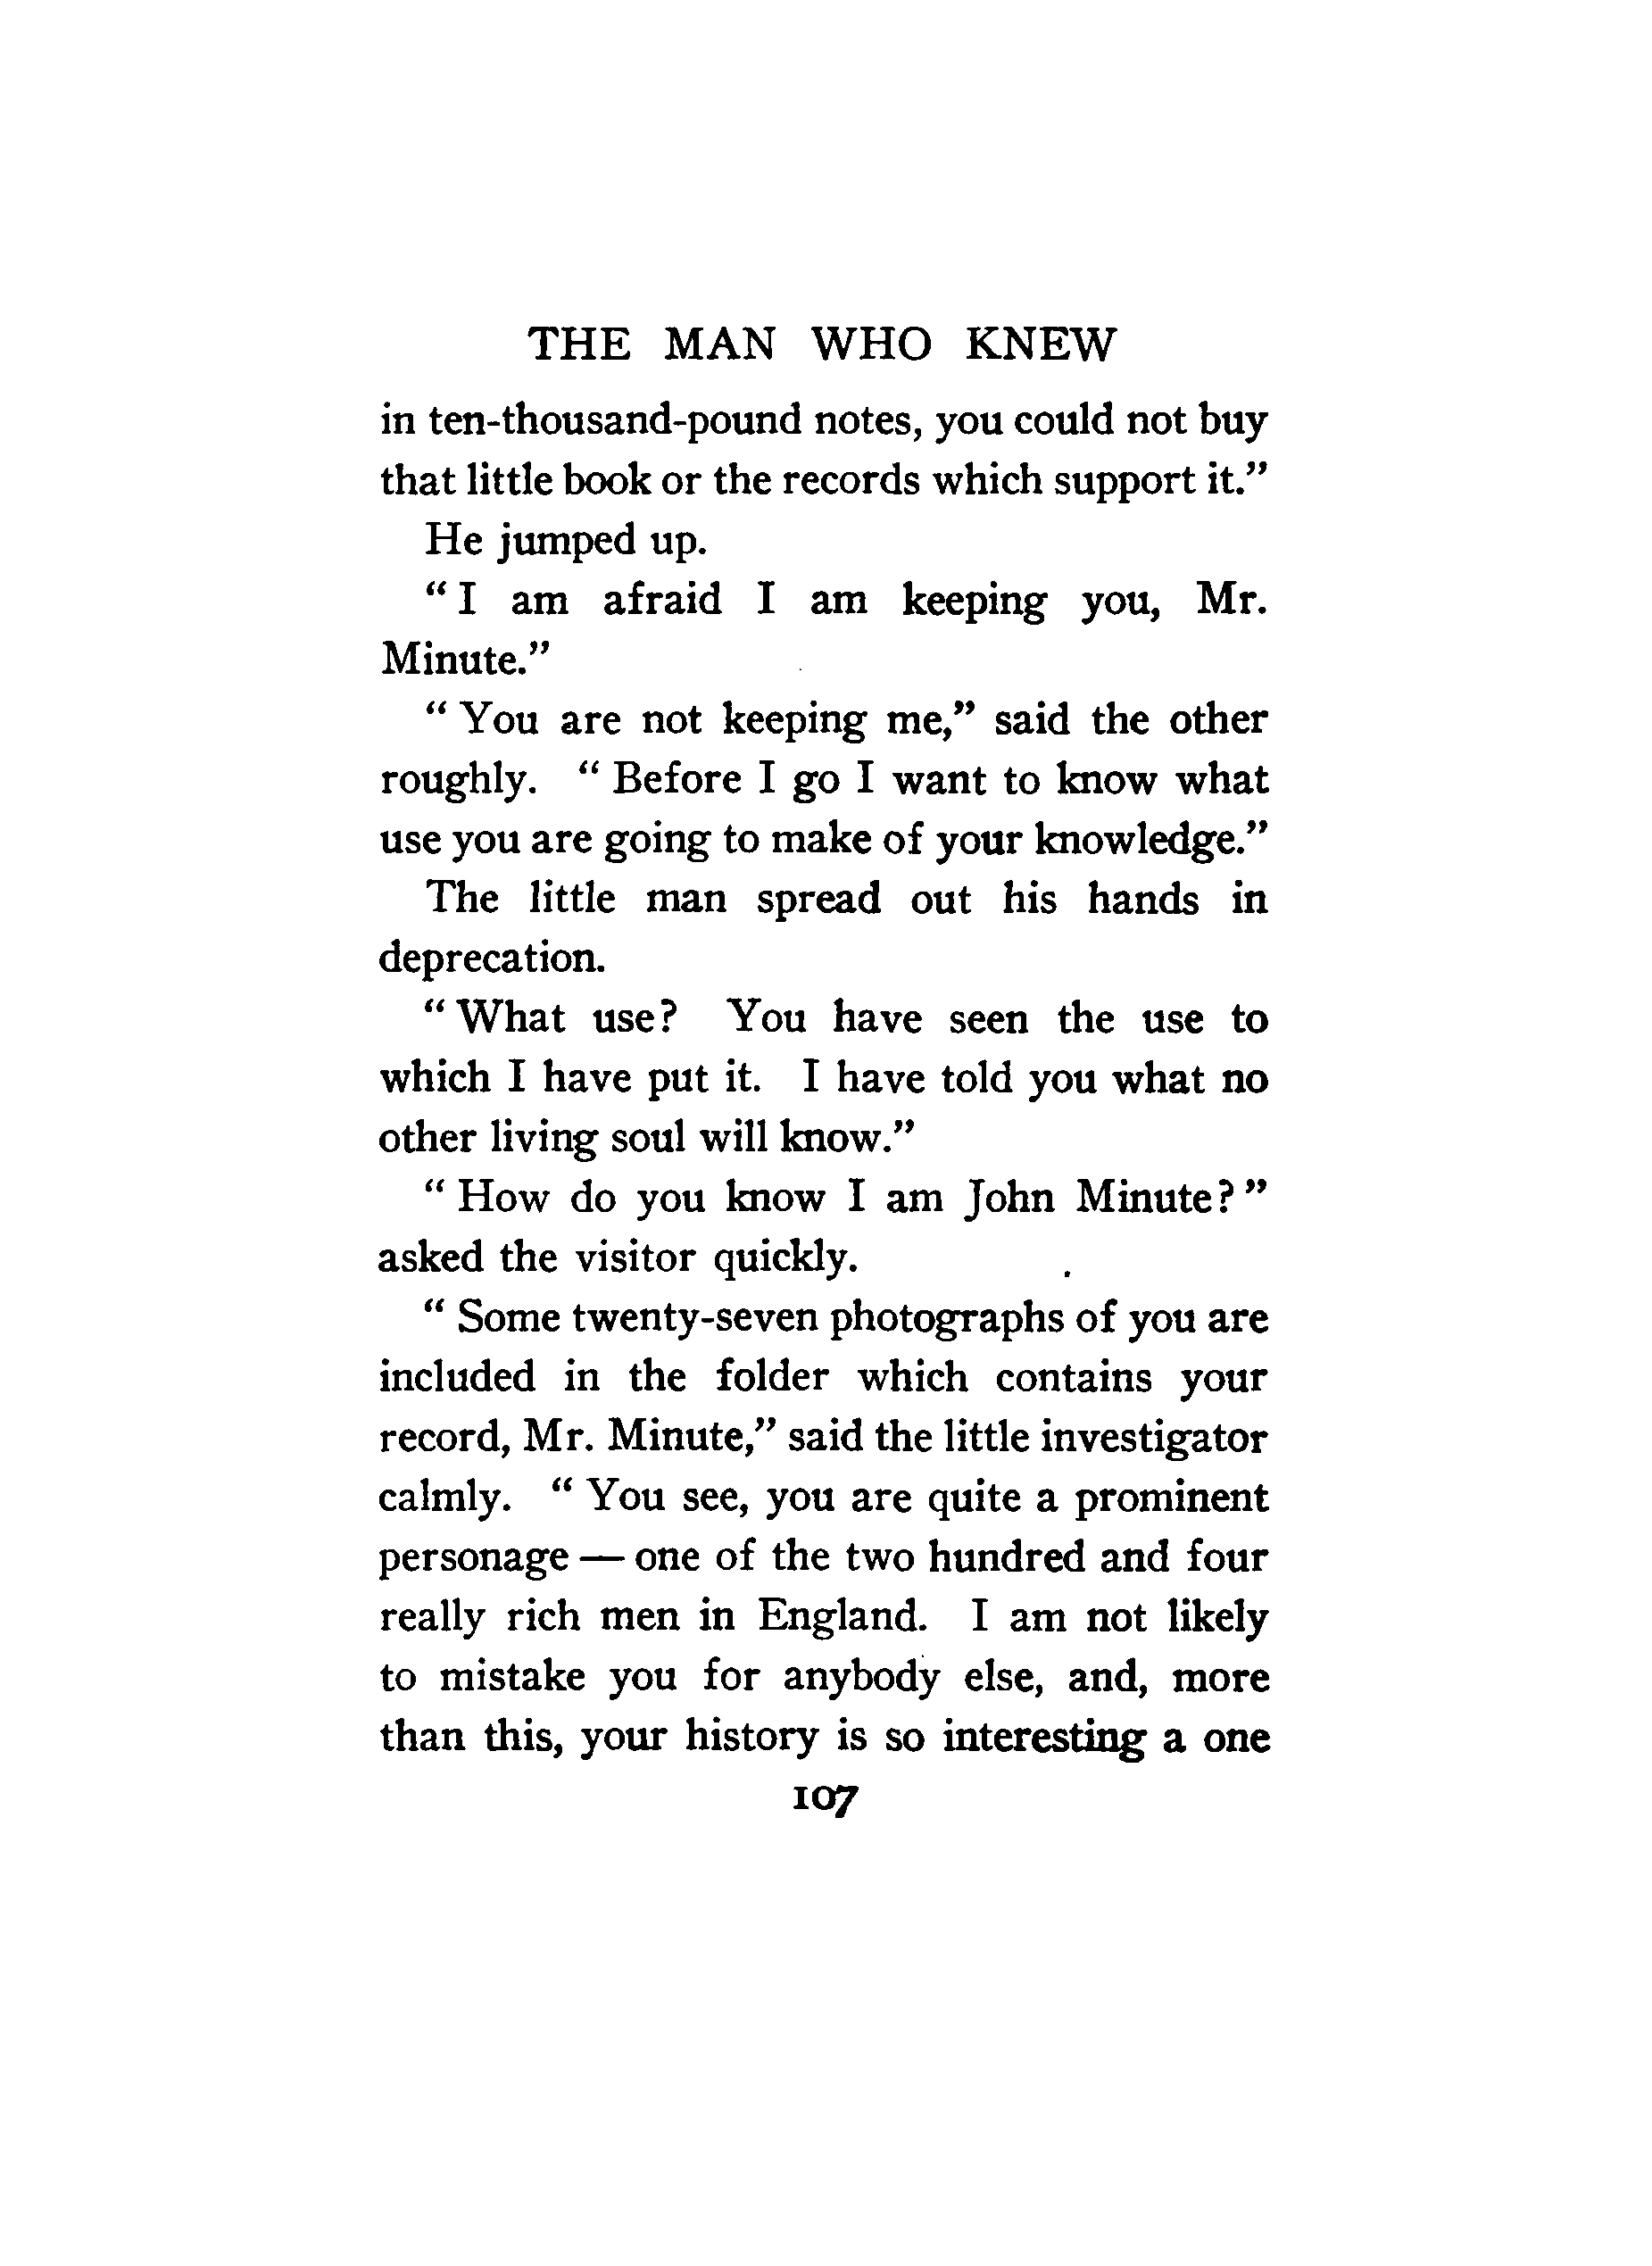 THE MAN WHO KNEW
in ten-thousand-pound notes, you could not buy
that little book or the records which support it.”
He jumped up.
“ I am afraid I am keeping you, Mr.
Minute.”
“ You are not keeping me,” said the other
roughly. “ Before I go I want to know what
use you are going to make of your knowledge.”
The little man spread out his hands in
deprecation.
“ What use? You have seen the use to
which I have put it. I have told you what no
other living soul will know.”
“ How do you know I am John Minute? ”
asked the visitor quickly.
“ Some twenty-seven photographs of you are
included in the folder which contains your
record, Mr. Minute,” said the little investigator
calmly. “ You see, you are quite a prominent
personage — one of the two hundred and four
really rich men in England. I am not likely
to mistake you for anybody else, and, more
than this, your history is so interesting a one
107